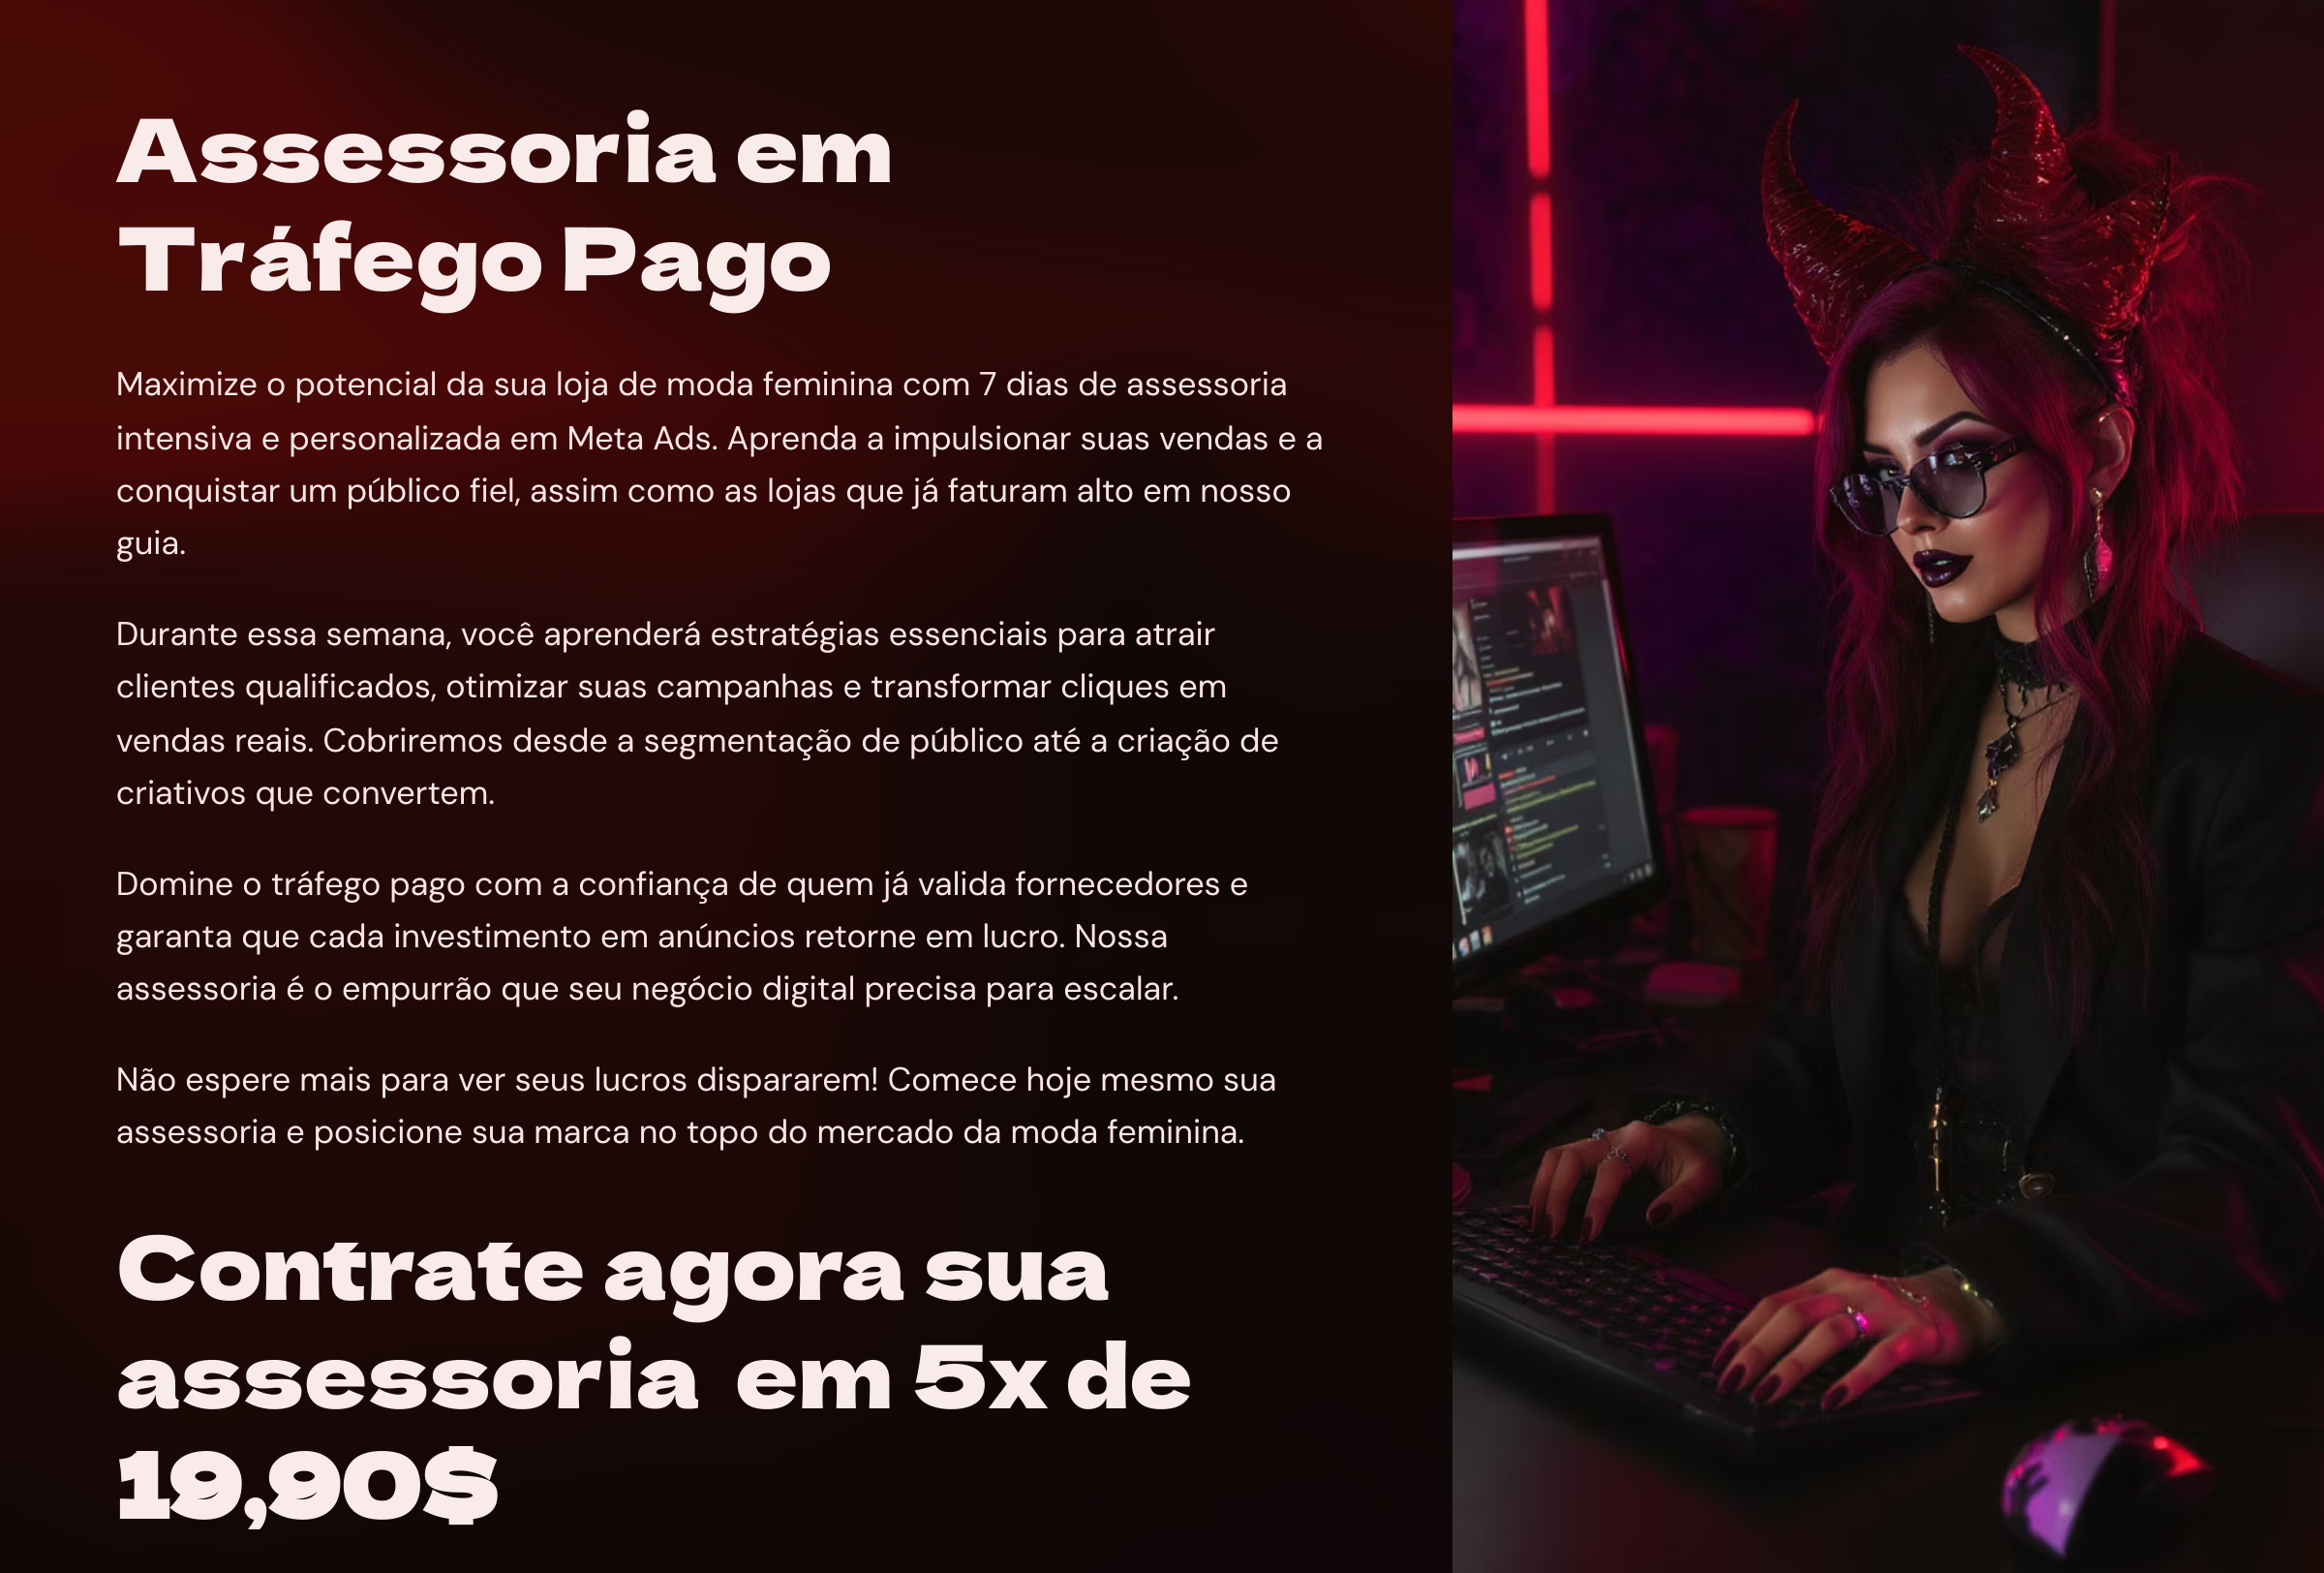 Assessoria em
Tráfego Pago
Maximize o potencial da sua loja de moda feminina com 7 dias de assessoria
intensiva e personalizada em Meta Ads. Aprenda a impulsionar suas vendas e a
conquistar um público fiel, assim como as lojas que já faturam alto em nosso
guia.
Durante essa semana, você aprenderá estratégias essenciais para atrair
clientes qualificados, otimizar suas campanhas e transformar cliques em
vendas reais. Cobriremos desde a segmentação de público até a criação de
criativos que convertem.
Domine o tráfego pago com a confiança de quem já valida fornecedores e
garanta que cada investimento em anúncios retorne em lucro. Nossa
assessoria é o empurrão que seu negócio digital precisa para escalar.
Não espere mais para ver seus lucros dispararem! Comece hoje mesmo sua
assessoria e posicione sua marca no topo do mercado da moda feminina.
Contrate agora sua
assessoria  em 5x de
19,90$